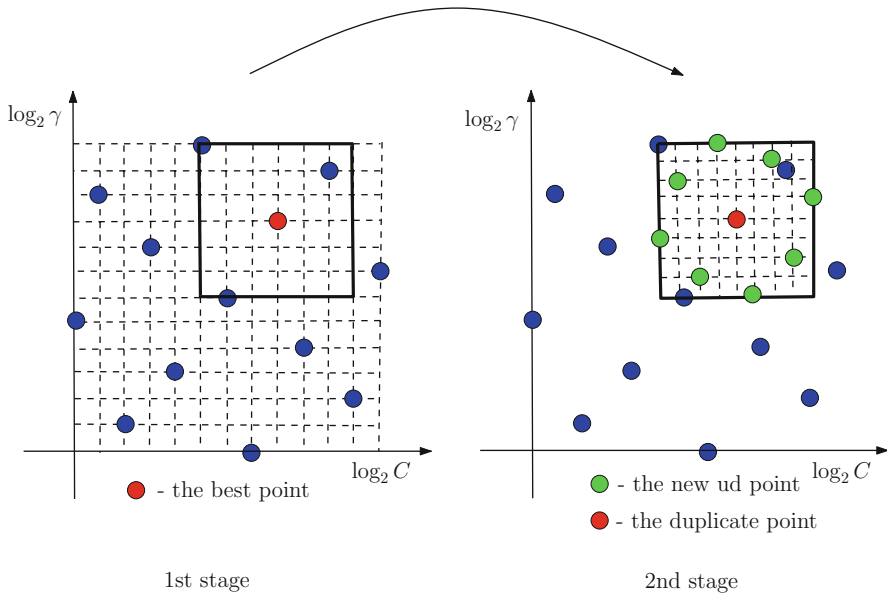 log₂ γ
log₂ C
- the best point
1st stage
log₂ γ
log₂ C
- the new ud point
- the duplicate point
2nd stage